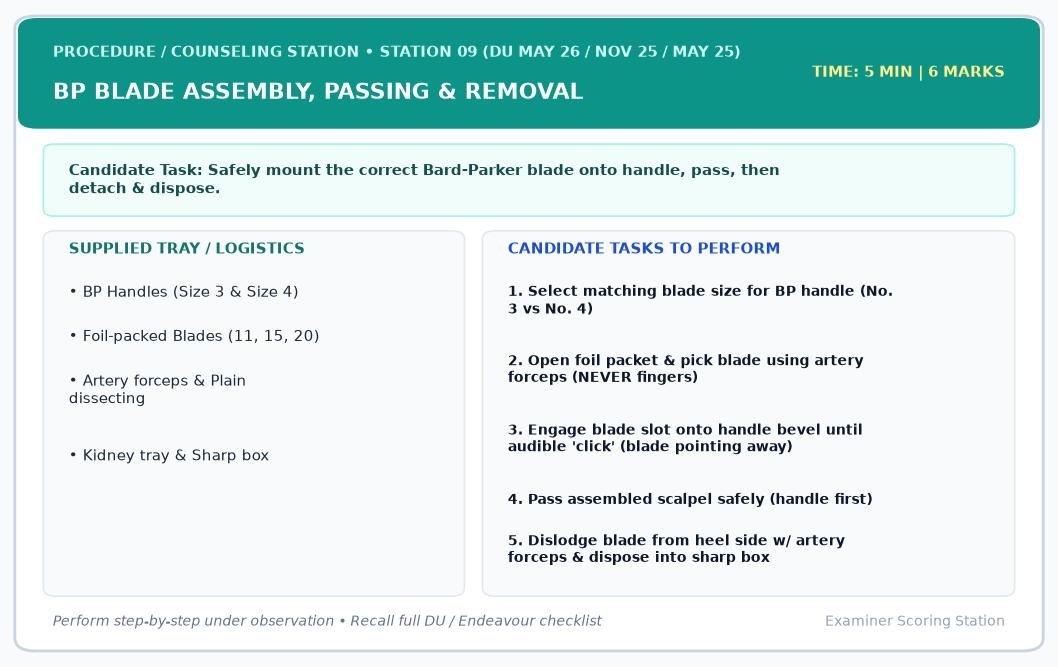 PROCEDURE / COUNSELING STATION • STATION 09 (DU MAY 26 / NOV 25 / MAY 25)
TIME: 5 MIN | 6 MARKS
BP BLADE ASSEMBLY, PASSING & REMOVAL
Candidate Task: Safely mount the correct Bard-Parker blade onto handle, pass, then
detach & dispose.
SUPPLIED TRAY / LOGISTICS
• BP Handles (Size 3 & Size 4)
• Foil-packed Blades (11, 15, 20)
• Artery forceps & Plain
dissecting
• Kidney tray & Sharp box
CANDIDATE TASKS TO PERFORM
1. Select matching blade size for BP handle (No.
3 vs No. 4)
2. Open foil packet & pick blade using artery
forceps (NEVER fingers)
3. Engage blade slot onto handle bevel until
audible 'click' (blade pointing away)
4. Pass assembled scalpel safely (handle first)
5. Dislodge blade from heel side w/ artery
forceps & dispose into sharp box
Perform step-by-step under observation • Recall full DU / Endeavour checklist
Examiner Scoring Station